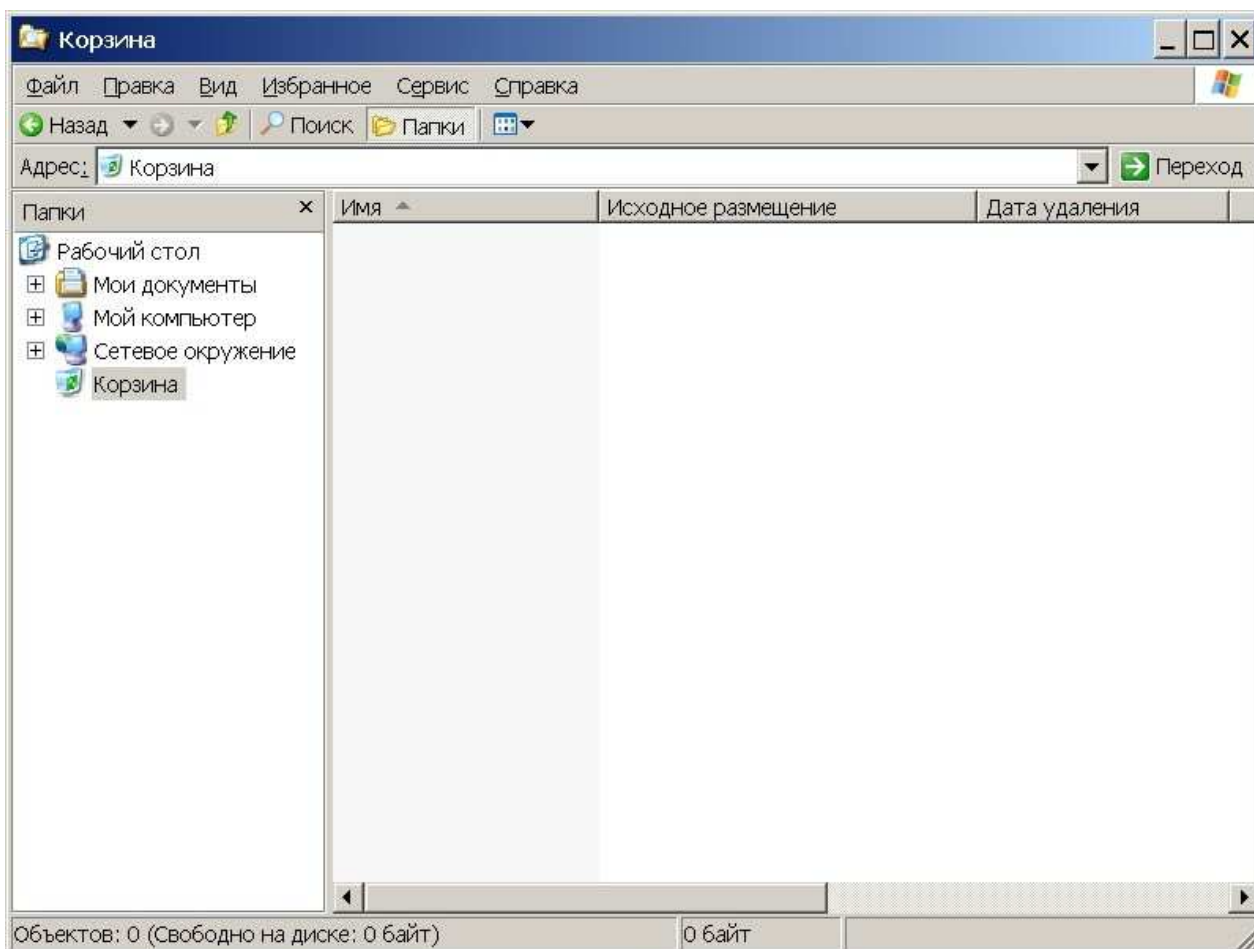 Корзина
Файл Правка Вид Избранное Сервис Справка
Назад Поиск Папки
Адрес: Корзина Переход
Папки Имя Исходное размещение Дата удаления
Рабочий стол
Мои документы
Мой компьютер
Сетевое окружение
Корзина
Объектов: 0 (Свободно на диске: 0 байт) 0 байт